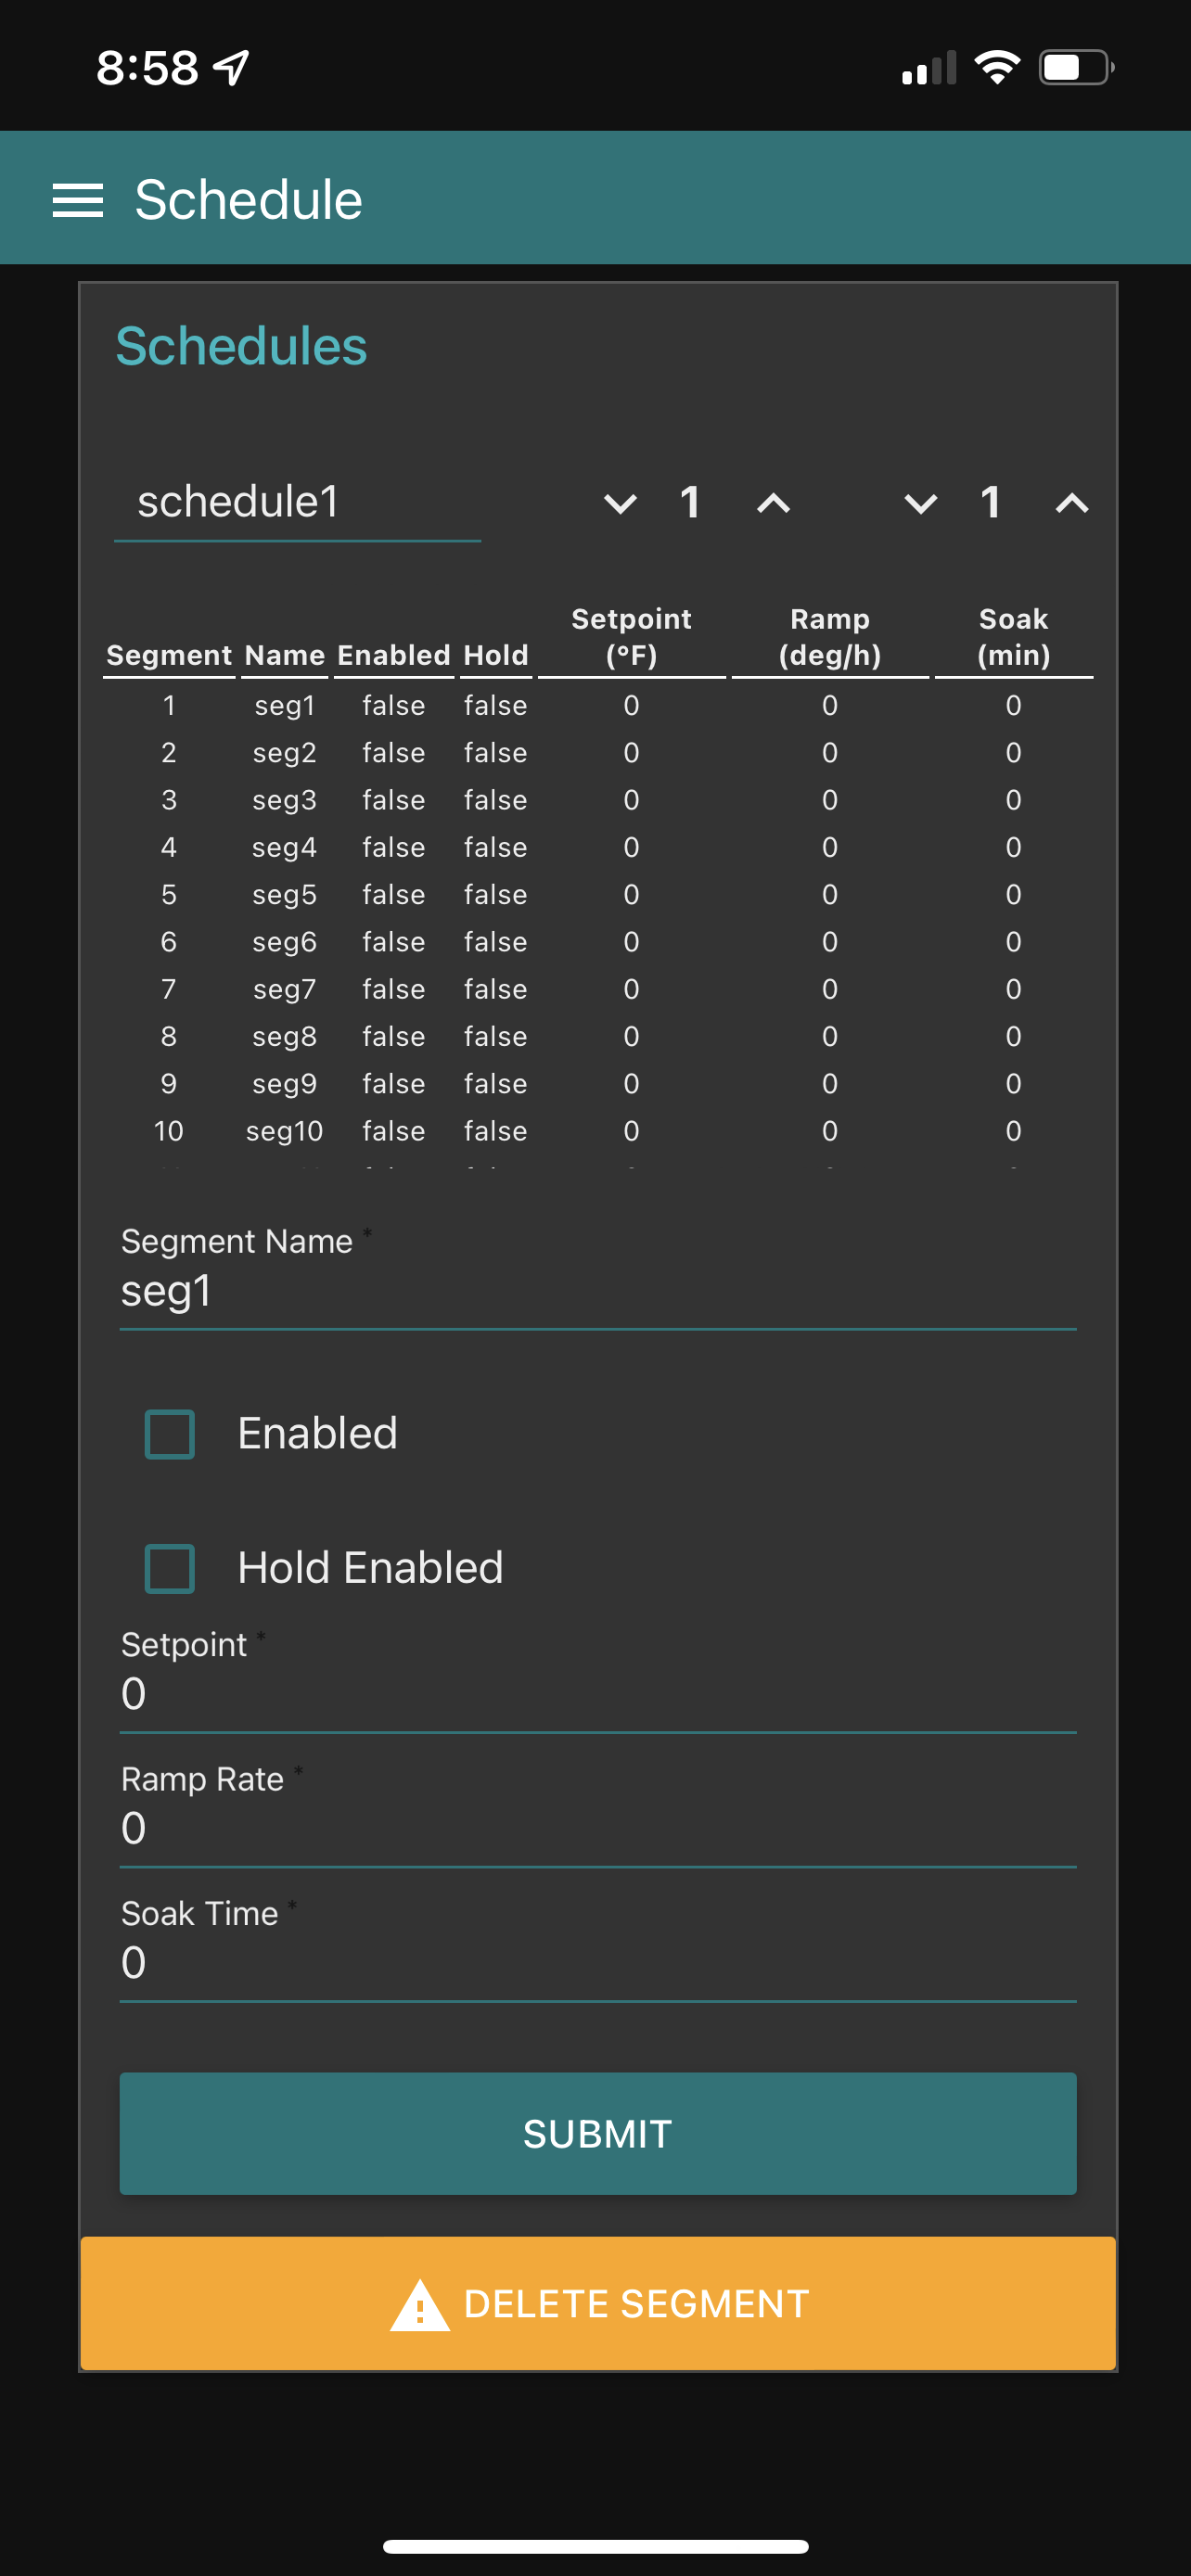 8:58
Schedule
Schedules
schedule1 1 1
Segment Name Enabled Hold Setpoint (°F) Ramp (deg/h) Soak (min)
1 seg1 false false 0 0 0
2 seg2 false false 0 0 0
3 seg3 false false 0 0 0
4 seg4 false false 0 0 0
5 seg5 false false 0 0 0
6 seg6 false false 0 0 0
7 seg7 false false 0 0 0
8 seg8 false false 0 0 0
9 seg9 false false 0 0 0
10 seg10 false false 0 0 0
Segment Name *
seg1
Enabled
Hold Enabled
Setpoint *
0
Ramp Rate *
0
Soak Time *
0
SUBMIT
DELETE SEGMENT